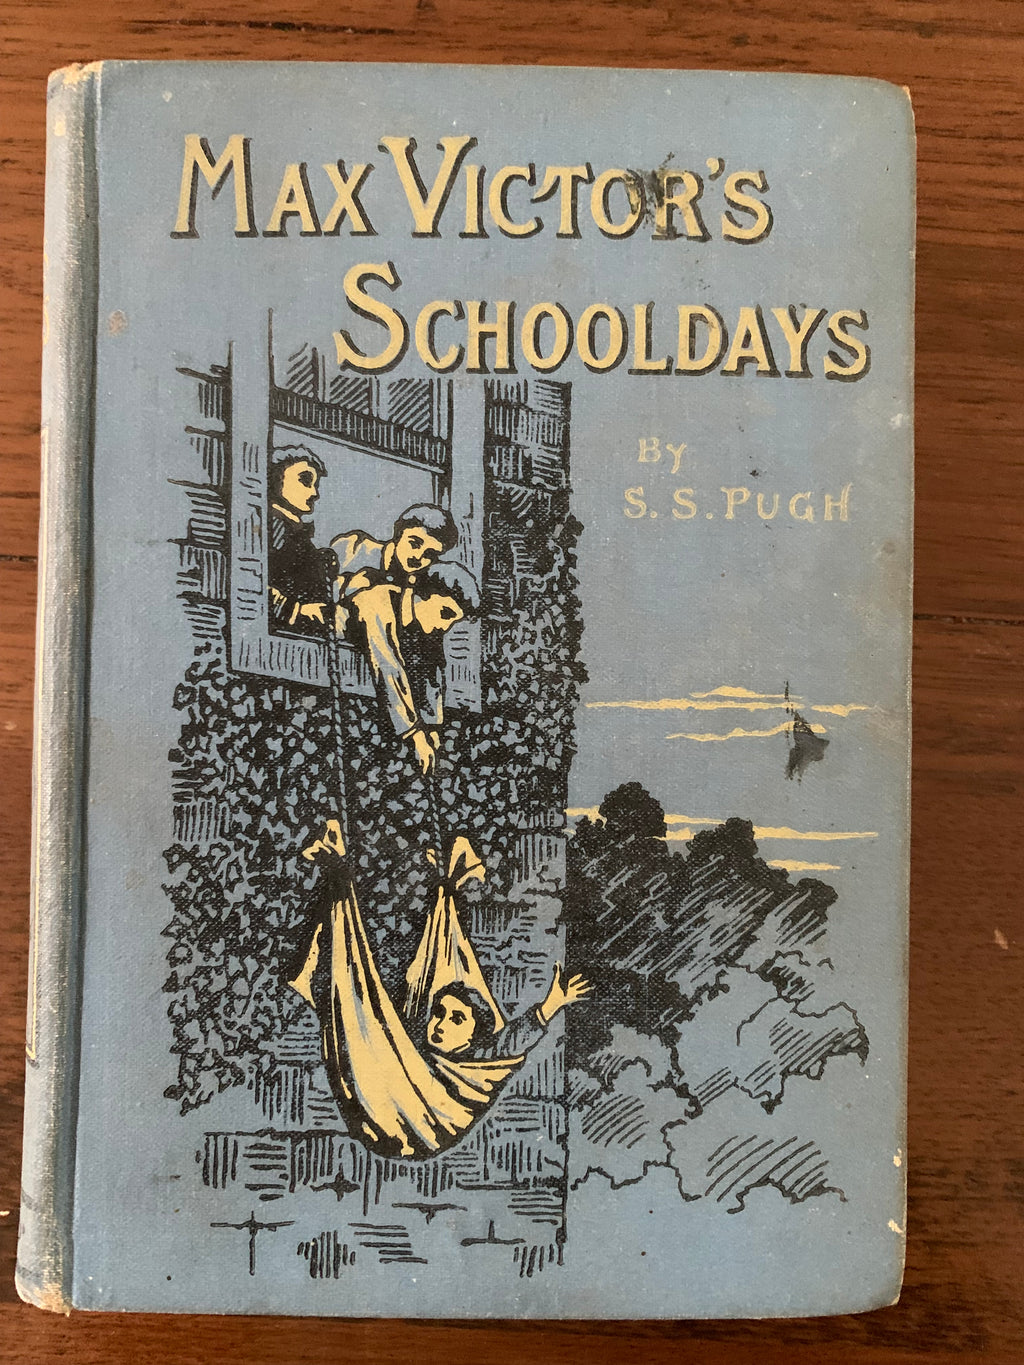 MAX VICTOR'S
SCHOOLDAYS
BY
S. S. PUGH